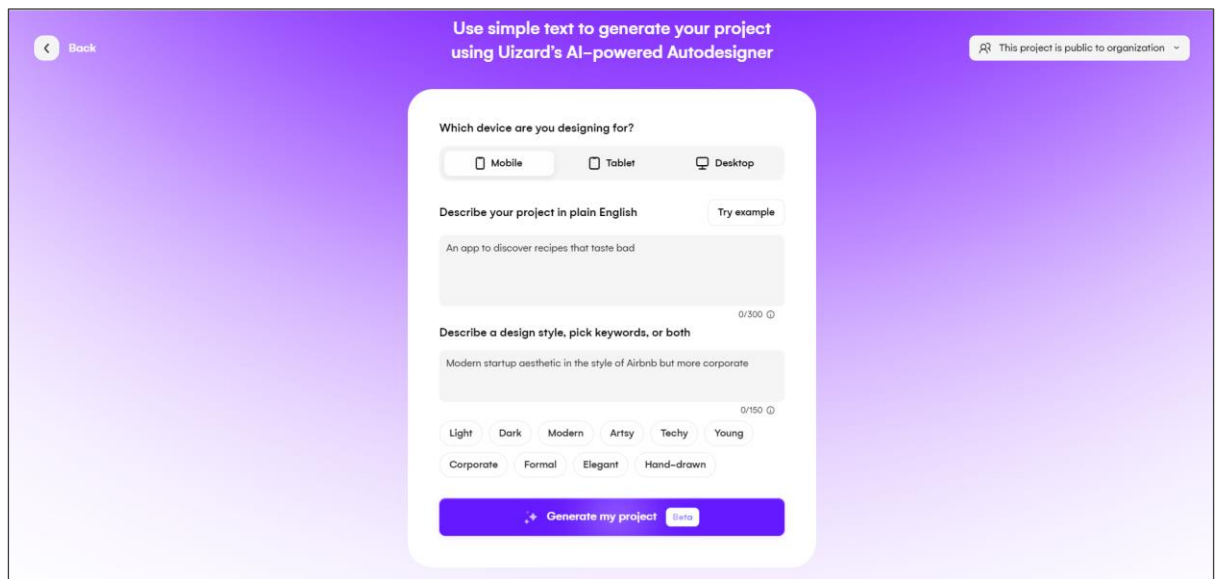 Use simple text to generate your project
using Uizard's AI-powered Autodesigner
Back
This project is public to organization
Which device are you designing for?
Mobile
Tablet
Desktop
Describe your project in plain English
Try example
An app to discover recipes that taste bad
0/300
Describe a design style, pick keywords, or both
Modern startup aesthetic in the style of Airbnb but more corporate
0/150
Light Dark Modern Artsy Techy Young
Corporate Formal Elegant Hand-drawn
Generate my project Beta